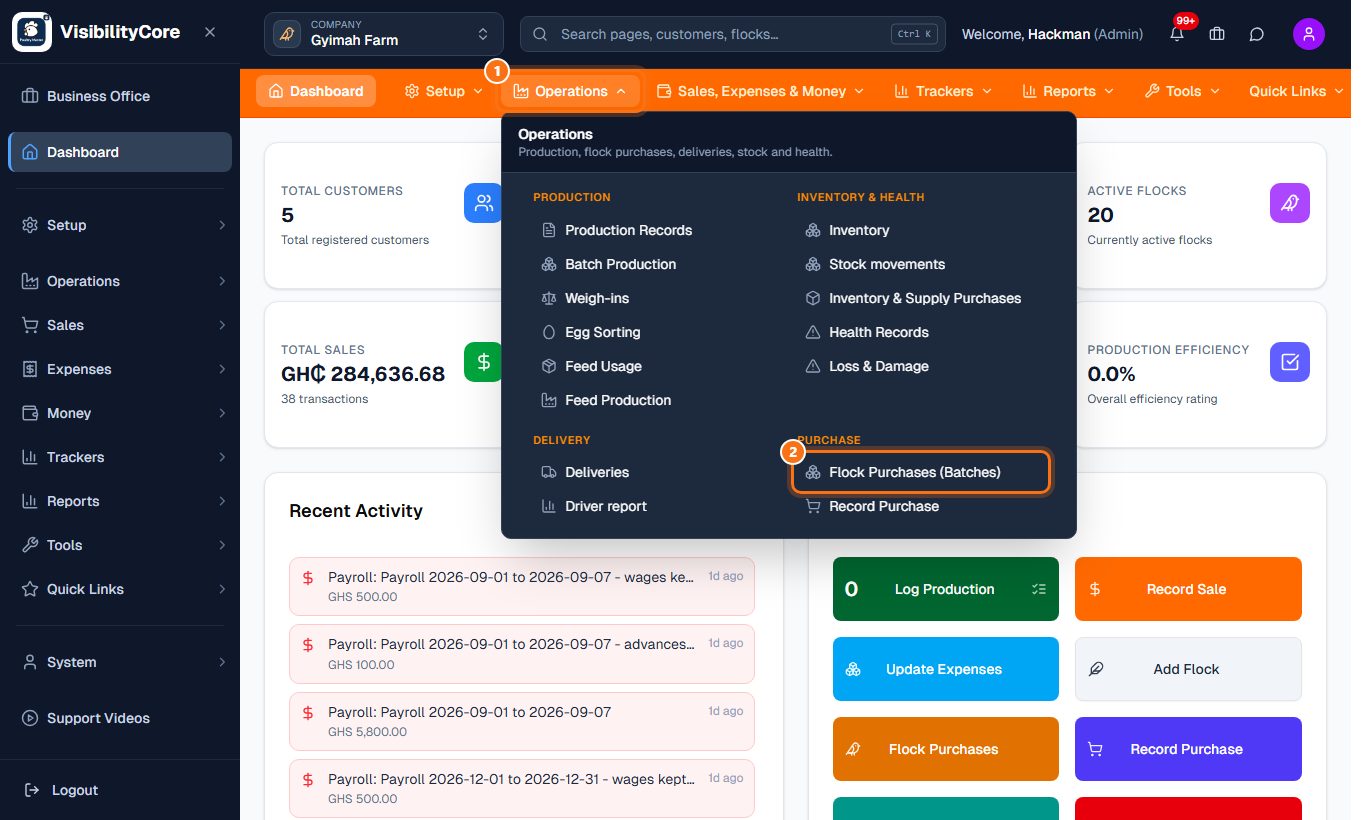 VisibilityCore
COMPANY
Gyimah Farm
Search pages, customers, flocks...
Ctrl K
Welcome, Hackman (Admin)
99+
Business Office
Dashboard
Setup
Operations
Sales
Expenses
Money
Trackers
Reports
Tools
Quick Links
System
Support Videos
Logout
1
Dashboard
Setup
Operations
Sales, Expenses & Money
Trackers
Reports
Tools
Quick Links
Operations
Production, flock purchases, deliveries, stock and health.
PRODUCTION
Production Records
Batch Production
Weigh-ins
Egg Sorting
Feed Usage
Feed Production
INVENTORY & HEALTH
Inventory
Stock movements
Inventory & Supply Purchases
Health Records
Loss & Damage
DELIVERY
Deliveries
Driver report
2
PURCHASE
Flock Purchases (Batches)
Record Purchase
TOTAL CUSTOMERS
5
Total registered customers
ACTIVE FLOCKS
20
Currently active flocks
TOTAL SALES
GH₵ 284,636.68
38 transactions
PRODUCTION EFFICIENCY
0.0%
Overall efficiency rating
Recent Activity
Payroll: Payroll 2026-09-01 to 2026-09-07 - wages ke...
1d ago
GHS 500.00
Payroll: Payroll 2026-09-01 to 2026-09-07 - advances...
1d ago
GHS 100.00
Payroll: Payroll 2026-09-01 to 2026-09-07
1d ago
GHS 5,800.00
Payroll: Payroll 2026-12-01 to 2026-12-31 - wages kept...
1d ago
GHS 500.00
Log Production
Record Sale
Update Expenses
Add Flock
Flock Purchases
Record Purchase